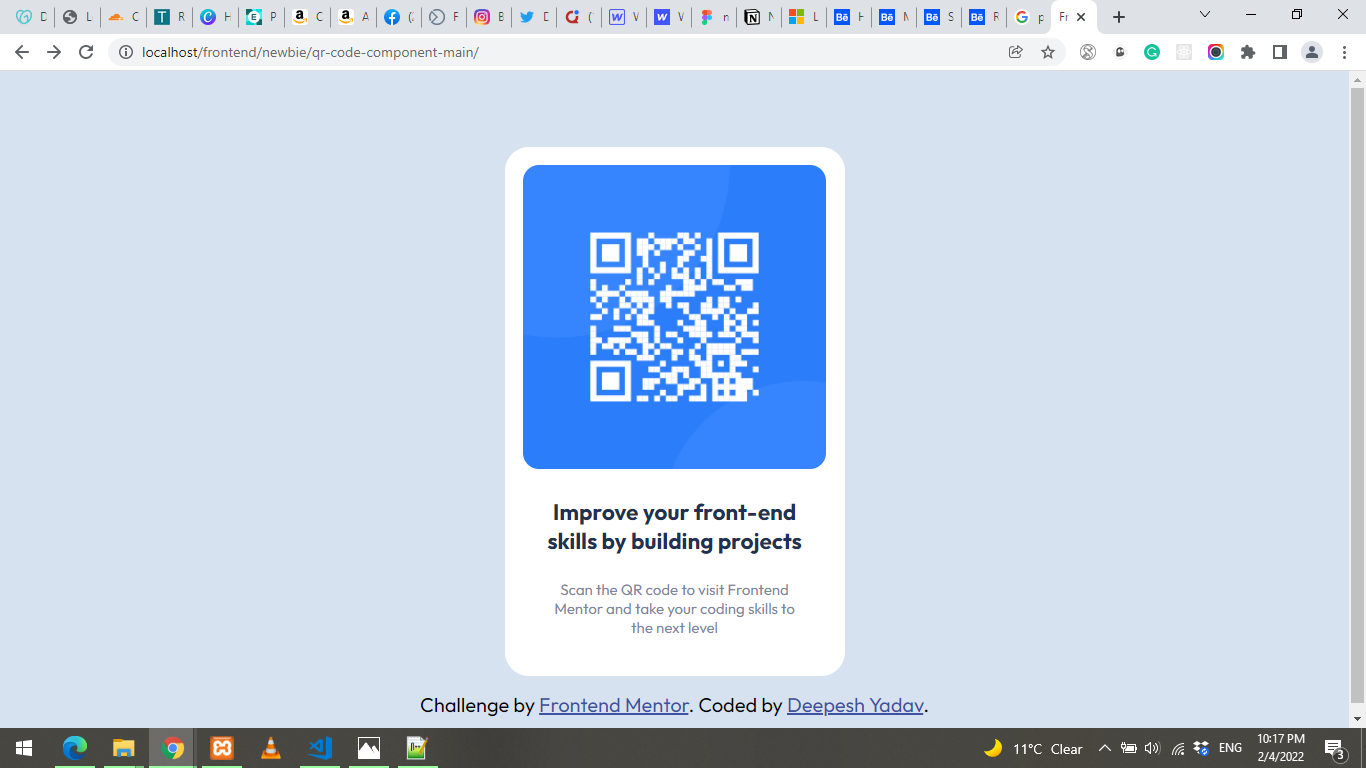 Fr
localhost/frontend/newbie/qr-code-component-main/
Improve your front-end
skills by building projects
Scan the QR code to visit Frontend
Mentor and take your coding skills to
the next level
Challenge by Frontend Mentor. Coded by Deepesh Yadav.
11°C Clear
ENG
10:17 PM
2/4/2022
3